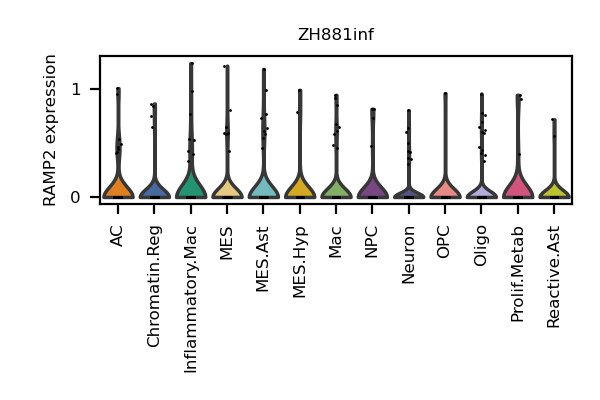 ZH881inf
RAMP2 expression
1
0
AC
Chromatin.Reg
Inflammatory.Mac
MES
MES.Ast
MES.Hyp
Mac
NPC
Neuron
OPC
Oligo
Prolif.Metab
Reactive.Ast